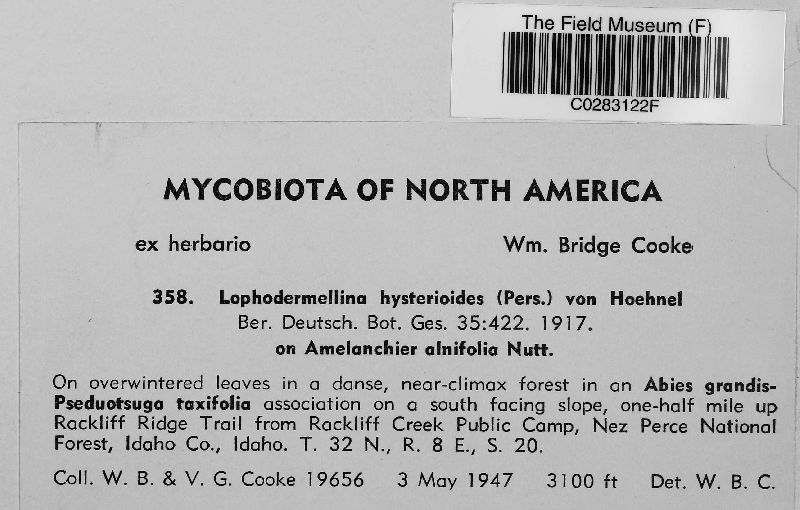 The Field Museum (F)
C0283122F
MYCOBIOTA OF NORTH AMERICA
ex herbario Wm. Bridge Cooke
358. Lophodermellina hysterioides (Pers.) von Hoehnel
Ber. Deutsch. Bot. Ges. 35:422. 1917.
on Amelanchier alnifolia Nutt.
On overwintered leaves in a danse, near-climax forest in an Abies grandis-
Pseduotsuga taxifolia association on a south facing slope, one-half mile up
Rackliff Ridge Trail from Rackliff Creek Public Camp, Nez Perce National
Forest, Idaho Co., Idaho. T. 32 N., R. 8 E., S. 20.
Coll. W. B. & V. G. Cooke 19656 3 May 1947 3100 ft Det. W. B. C.